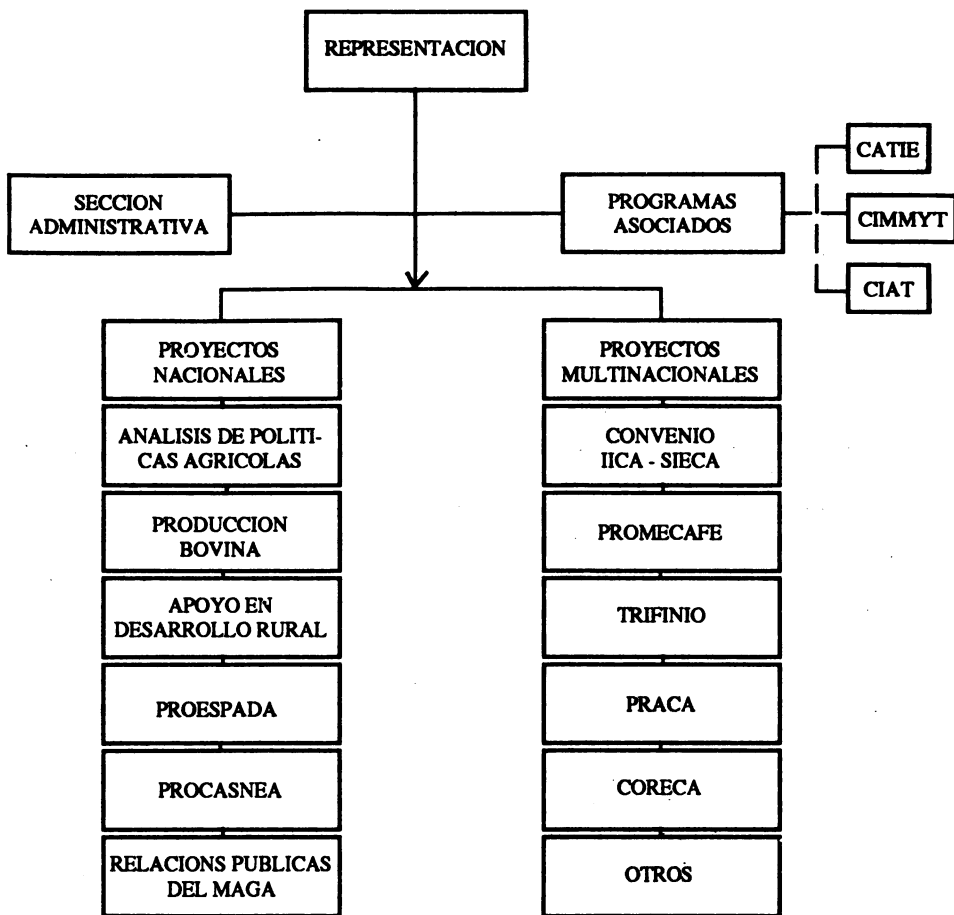 REPRESENTACION
SECCION
ADMINISTRATIVA
PROGRAMAS
ASOCIADOS
CATIE
CIMMYT
CIAT
PROYECTOS
NACIONALES
ANALISIS DE POLITI-
CAS AGRICOLAS
PRODUCCION
BOVINA
APOYO EN
DESARROLLO RURAL
PROESPADA
PROCASNEA
RELACIONS PUBLICAS
DEL MAGA
PROYECTOS
MULTINACIONALES
CONVENIO
IICA - SIECA
PROMECAFE
TRIFINIO
PRACA
CORECA
OTROS